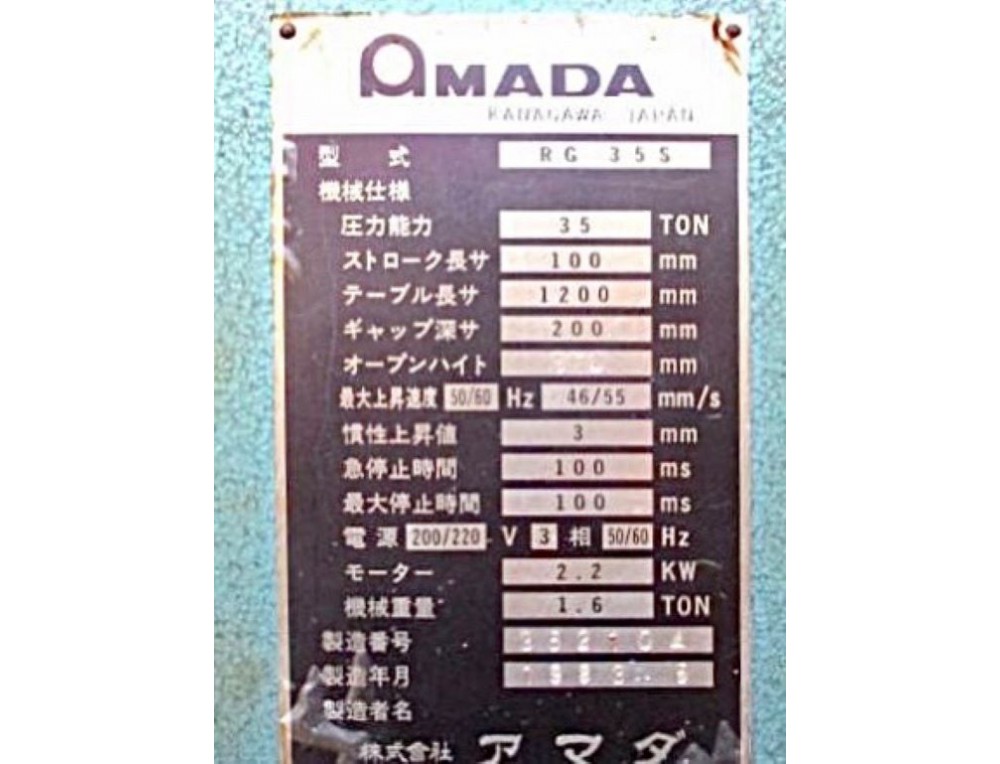 AMADA
KANAGAWA JAPAN
型 式 RG 35S
機械仕様
圧力能力 35 TON
ストローク長サ 100 mm
テーブル長サ 1200 mm
ギャップ深サ 200 mm
オープンハイト mm
最大上昇速度 50/60 Hz 46/55 mm/s
慣性上昇値 3 mm
急停止時間 100 ms
最大停止時間 100 ms
電源 200/220 V 3 相 50/60 Hz
モーター 2.2 KW
機械重量 1.6 TON
製造番号
製造年月
製造者名
株式会社 アマダ